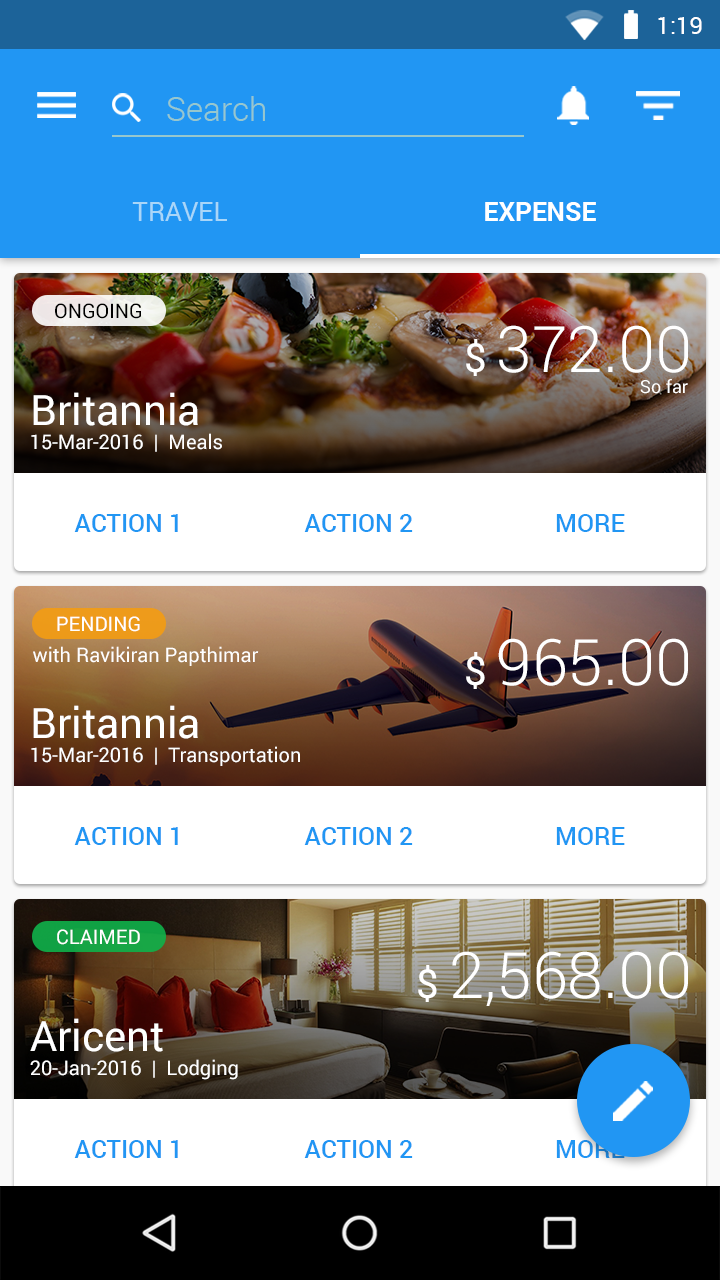 1:19
Search
TRAVEL
EXPENSE
ONGOING
$ 372.00
So far
Britannia
15-Mar-2016 | Meals
ACTION 1
ACTION 2
MORE
PENDING
with Ravikiran Papthimar
$ 965.00
Britannia
15-Mar-2016 | Transportation
ACTION 1
ACTION 2
MORE
CLAIMED
$ 2,568.00
Aricent
20-Jan-2016 | Lodging
ACTION 1
ACTION 2
MORE